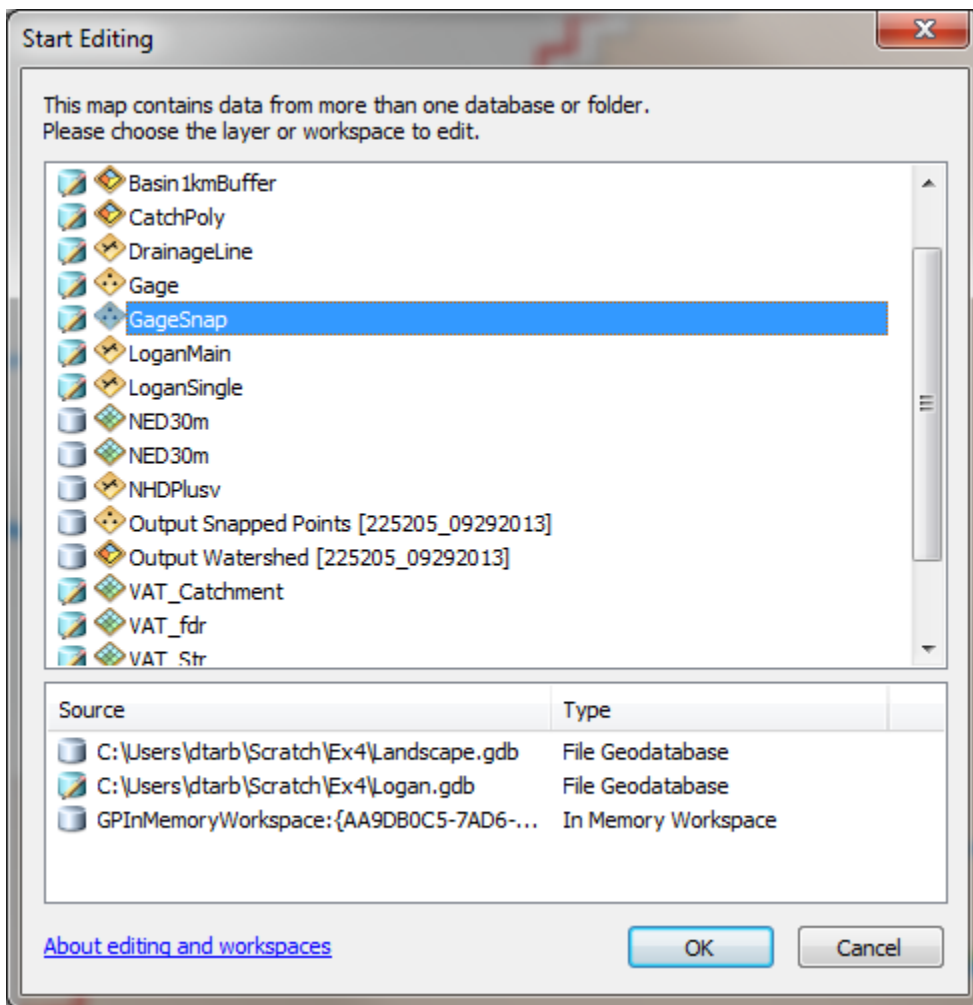 Start Editing
This map contains data from more than one database or folder.
Please choose the layer or workspace to edit.
Basin1kmBuffer
CatchPoly
DrainageLine
Gage
GageSnap
LoganMain
LoganSingle
NED30m
NED30m
NHDPlusv
Output Snapped Points [225205_09292013]
Output Watershed [225205_09292013]
VAT_Catchment
VAT_fdr
VAT_Str
Source Type
C:\Users\dtarb\Scratch\Ex4\Landscape.gdb File Geodatabase
C:\Users\dtarb\Scratch\Ex4\Logan.gdb File Geodatabase
GPInMemoryWorkspace:{AA9DB0C5-7AD6-... In Memory Workspace
About editing and workspaces OK Cancel